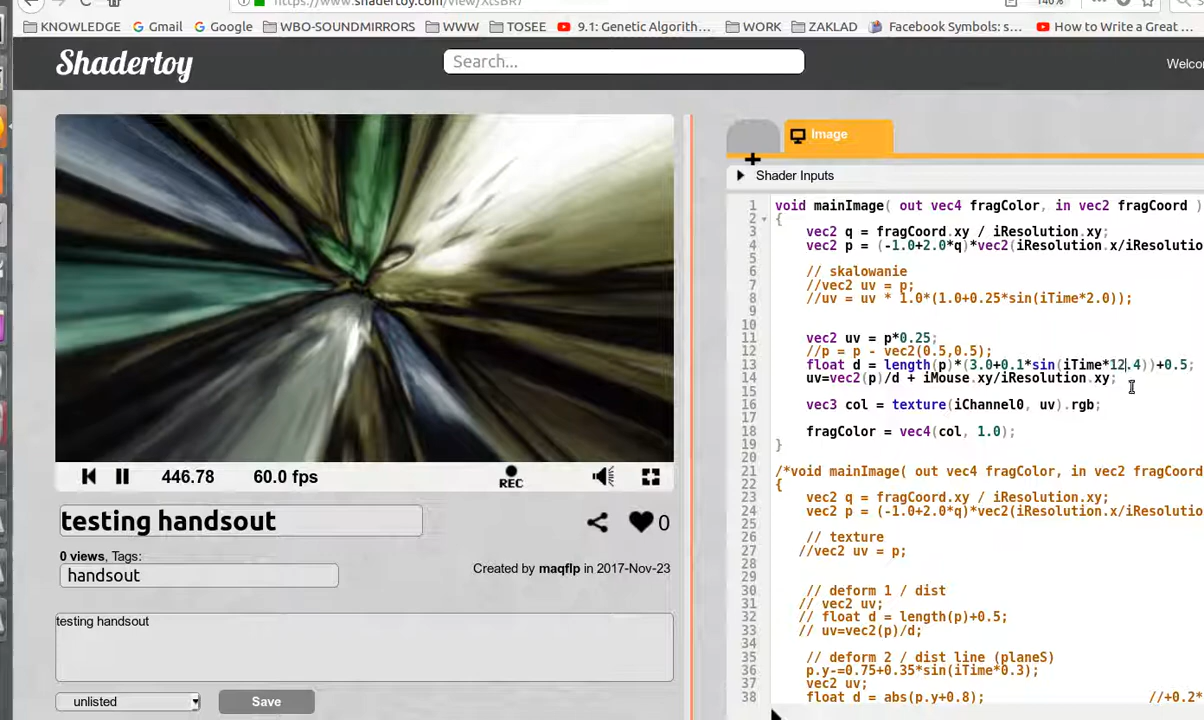 https://www.shadertoy.com/view/XtsBR7
140%
KNOWLEDGE Gmail Google WBO-SOUNDMIRRORS WWW TOSEE 9.1: Genetic Algorith... WORK ZAKLAD Facebook Symbols: s... How to Write a Great ...
Shadertoy
Search...
Welco
Image
+
Shader Inputs
1 void mainImage( out vec4 fragColor, in vec2 fragCoord )
2 {
3 vec2 q = fragCoord.xy / iResolution.xy;
4 vec2 p = (-1.0+2.0*q)*vec2(iResolution.x/iResolutio
5
6 // skalowanie
7 //vec2 uv = p;
8 //uv = uv * 1.0*(1.0+0.25*sin(iTime*2.0));
9
10
11 vec2 uv = p*0.25;
12 //p = p - vec2(0.5,0.5);
13 float d = length(p)*(3.0+0.1*sin(iTime*12.4))+0.5;
14 uv=vec2(p)/d + iMouse.xy/iResolution.xy;
15
16 vec3 col = texture(iChannel0, uv).rgb;
17
18 fragColor = vec4(col, 1.0);
19 }
20
21 /*void mainImage( out vec4 fragColor, in vec2 fragCoord
22 {
23 vec2 q = fragCoord.xy / iResolution.xy;
24 vec2 p = (-1.0+2.0*q)*vec2(iResolution.x/iResolutio
25
26 // texture
27 //vec2 uv = p;
28
29
30 // deform 1 / dist
31 // vec2 uv;
32 // float d = length(p)+0.5;
33 // uv=vec2(p)/d;
34
35 // deform 2 / dist line (planeS)
36 p.y-=0.75+0.35*sin(iTime*0.3);
37 vec2 uv;
38 float d = abs(p.y+0.8); //+0.2*
446.78 60.0 fps REC
testing handsout
0
0 views, Tags:
handsout
Created by maqflp in 2017-Nov-23
testing handsout
unlisted
Save